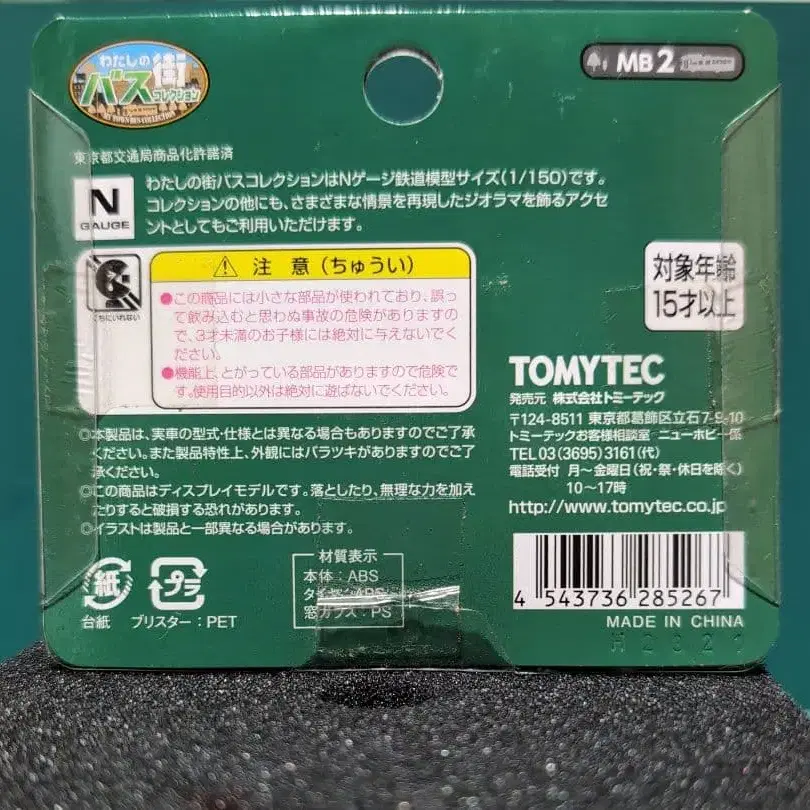 わたしの
街
バス
コレクション
MY TOWN BUS COLLECTION
MB 2
東京都交通局商品化許諾済
N
GAUGE
わたしの街バスコレクションはNゲージ鉄道模型サイズ(1/150)です。
コレクションの他にも、さまざまな情景を再現したジオラマを飾るアクセ
ントとしてもご利用いただけます。
くちにいれない
注 意(ちゅうい)
●この商品には小さな部品が使われており、誤っ
て飲み込むと思わぬ事故の危険がありますの
で、3才未満のお子様には絶対に与えないでく
ださい。
●機能上、とがっている部品がありますので危険で
す。使用目的以外は絶対に遊ばないでください。
対象年齢
15才以上
◎本製品は、実車の型式・仕様とは異なる場合もありますのでご了承
ください。また製品特性上、外観にはバラツキがありますのでご了
承ください。
◎この商品はディスプレイモデルです。落としたり、無理な力を加え
たりすると破損する恐れがあります。
◎イラストは製品と一部異なる場合があります。
TOMYTEC
発売元 株式会社トミーテック
〒124-8511 東京都葛飾区立石7-9-10
トミーテックお客様相談室 ニューホビー係
TEL 03(3695)3161(代)
電話受付 月〜金曜日(祝・祭・休日を除く)
10〜17時
http://www.tomytec.co.jp
紙
台紙
プラ
ブリスター:PET
材質表示
本体:ABS
タイヤ:ABS
窓ガラス:PS
4 543736 285267
MADE IN CHINA